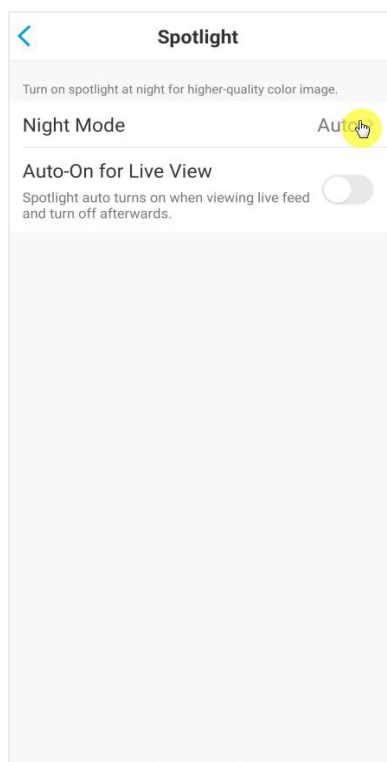 Spotlight
Turn on spotlight at night for higher-quality color image.
Night Mode
Auto
Auto-On for Live View
Spotlight auto turns on when viewing live feed
and turn off afterwards.